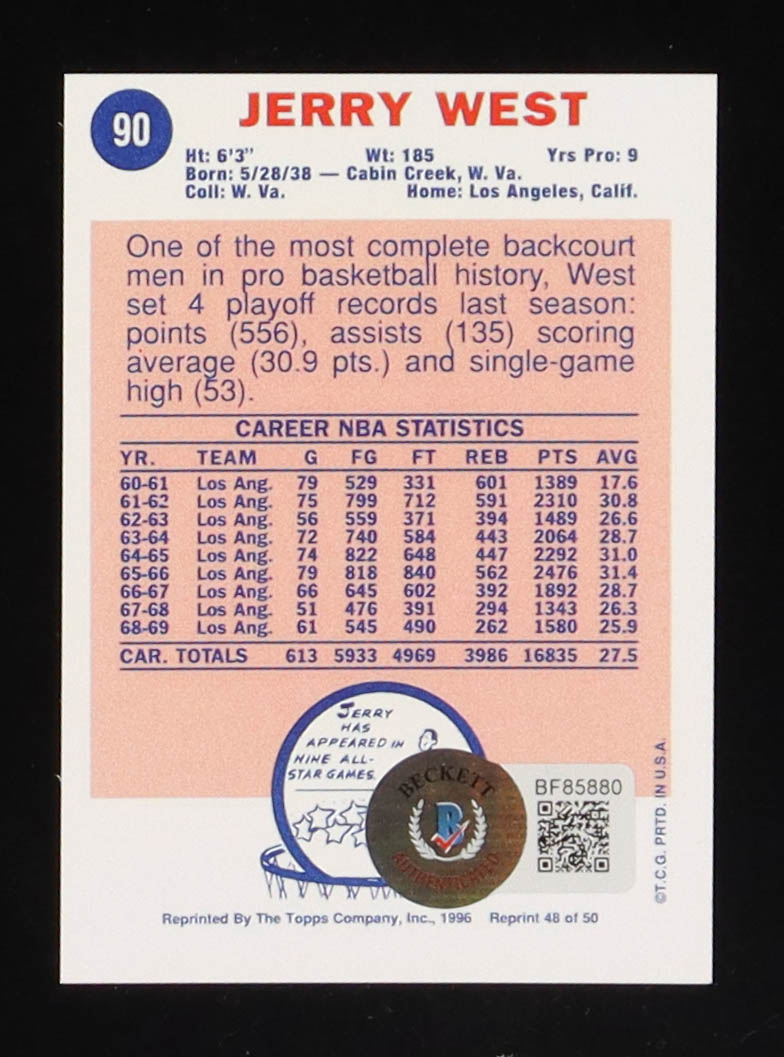 90
JERRY WEST
Ht: 6'3" Wt: 185 Yrs Pro: 9
Born: 5/28/38 — Cabin Creek, W. Va.
Coll: W. Va. Home: Los Angeles, Calif.
One of the most complete backcourt
men in pro basketball history, West
set 4 playoff records last season:
points (556), assists (135) scoring
average (30.9 pts.) and single-game
high (53).
CAREER NBA STATISTICS
YR. TEAM G FG FT REB PTS AVG
60-61 Los Ang. 79 529 331 601 1389 17.6
61-62 Los Ang. 75 799 712 591 2310 30.8
62-63 Los Ang. 56 559 371 394 1489 26.6
63-64 Los Ang. 72 740 584 443 2064 28.7
64-65 Los Ang. 74 822 648 447 2292 31.0
65-66 Los Ang. 79 818 840 562 2476 31.4
66-67 Los Ang. 66 645 602 392 1892 28.7
67-68 Los Ang. 51 476 391 294 1343 26.3
68-69 Los Ang. 61 545 490 262 1580 25.9
CAR. TOTALS 613 5933 4969 3986 16835 27.5
JERRY
HAS
APPEARED IN
NINE ALL-
STAR GAMES.
BECKETT
B
AUTHENTICATED
BF85880
©T.C.G. PRTD. IN U.S.A.
Reprinted By The Topps Company, Inc., 1996 Reprint 48 of 50